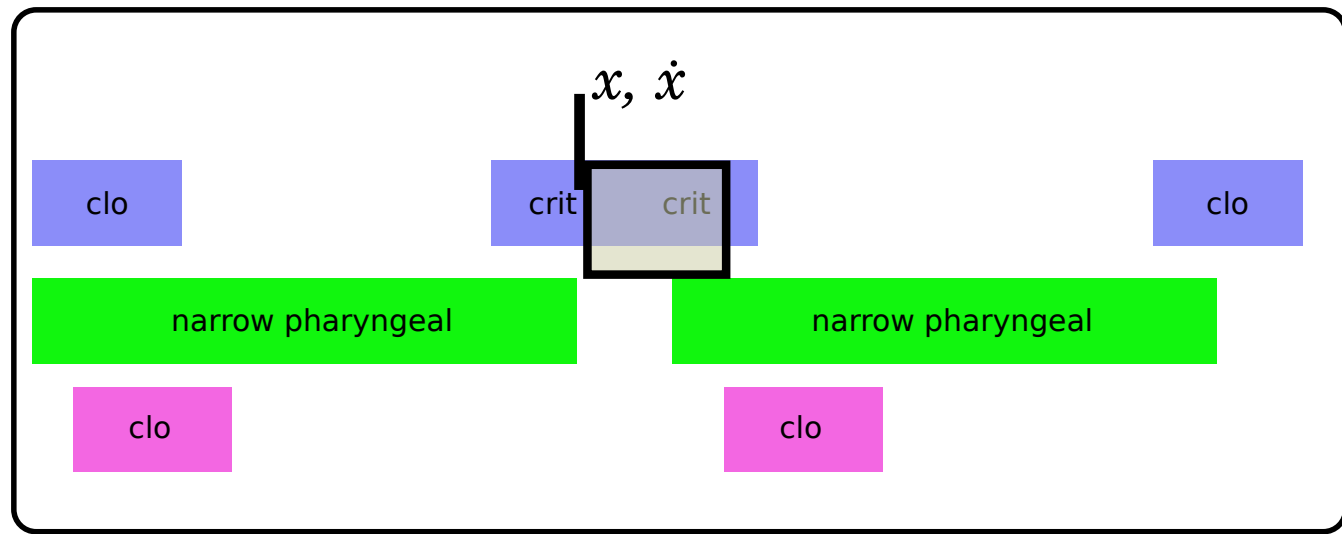 x, ẋ
clo crit crit clo
narrow pharyngeal narrow pharyngeal
clo clo